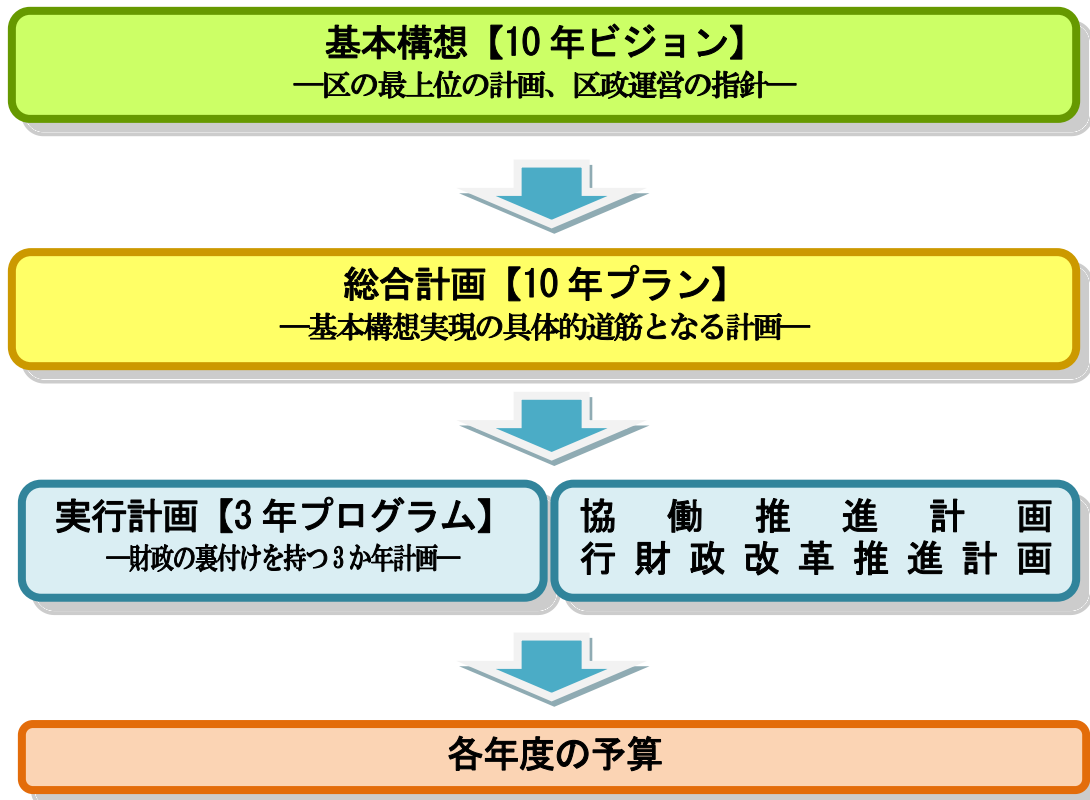 基本構想【10年ビジョン】
―区の最上位の計画、区政運営の指針―
総合計画【10年プラン】
―基本構想実現の具体的道筋となる計画―
実行計画【3年プログラム】
―財政の裏付けを持つ3か年計画―
協働推進計画
行財政改革推進計画
各年度の予算